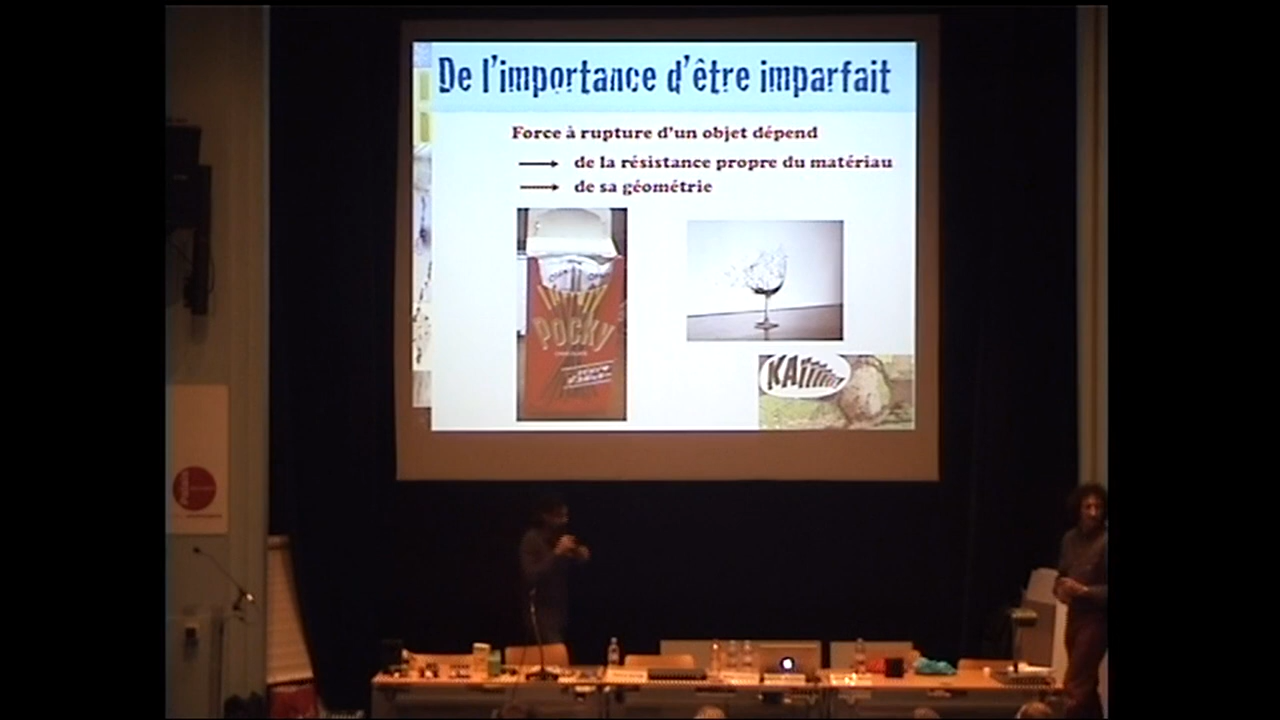 De l'importance d'être imparfait
Force à rupture d'un objet dépend
de la résistance propre du matériau
de sa géométrie
POCKY